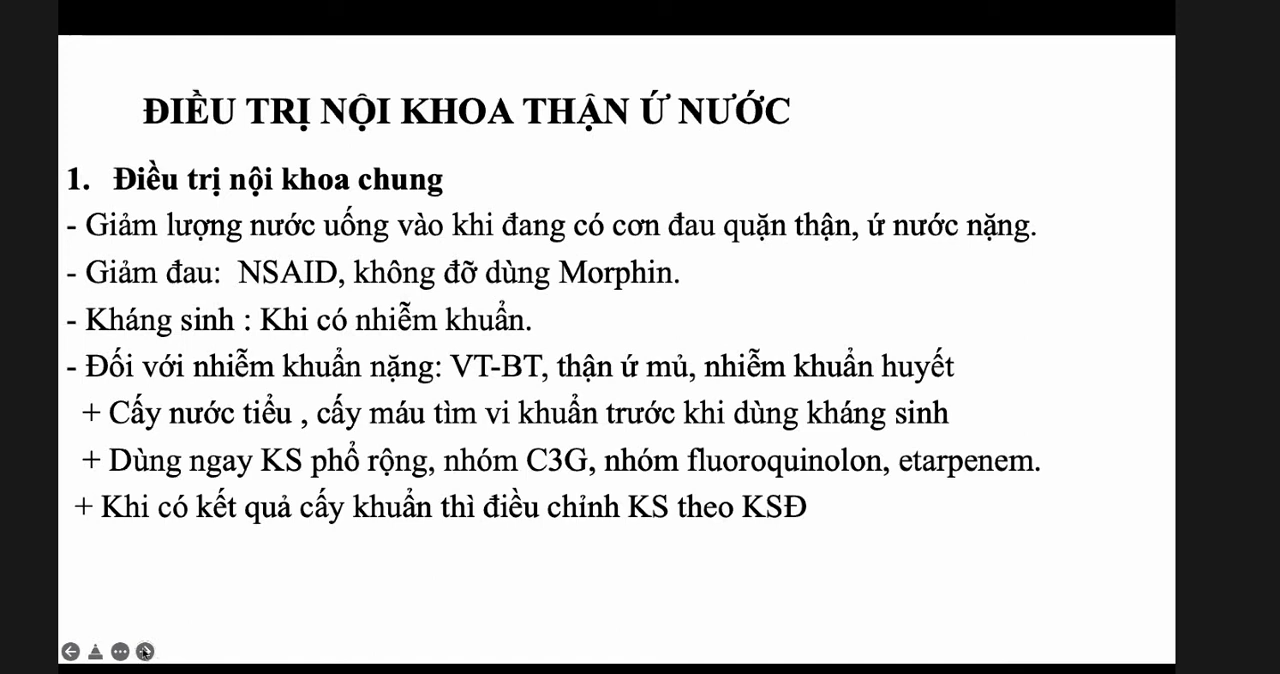 ĐIỀU TRỊ NỘI KHOA THẬN Ứ NƯỚC
1. Điều trị nội khoa chung
- Giảm lượng nước uống vào khi đang có cơn đau quặn thận, ứ nước nặng.
- Giảm đau: NSAID, không đỡ dùng Morphin.
- Kháng sinh : Khi có nhiễm khuẩn.
- Đối với nhiễm khuẩn nặng: VT-BT, thận ứ mủ, nhiễm khuẩn huyết
+ Cấy nước tiểu , cấy máu tìm vi khuẩn trước khi dùng kháng sinh
+ Dùng ngay KS phổ rộng, nhóm C3G, nhóm fluoroquinolon, etarpenem.
+ Khi có kết quả cấy khuẩn thì điều chỉnh KS theo KSĐ